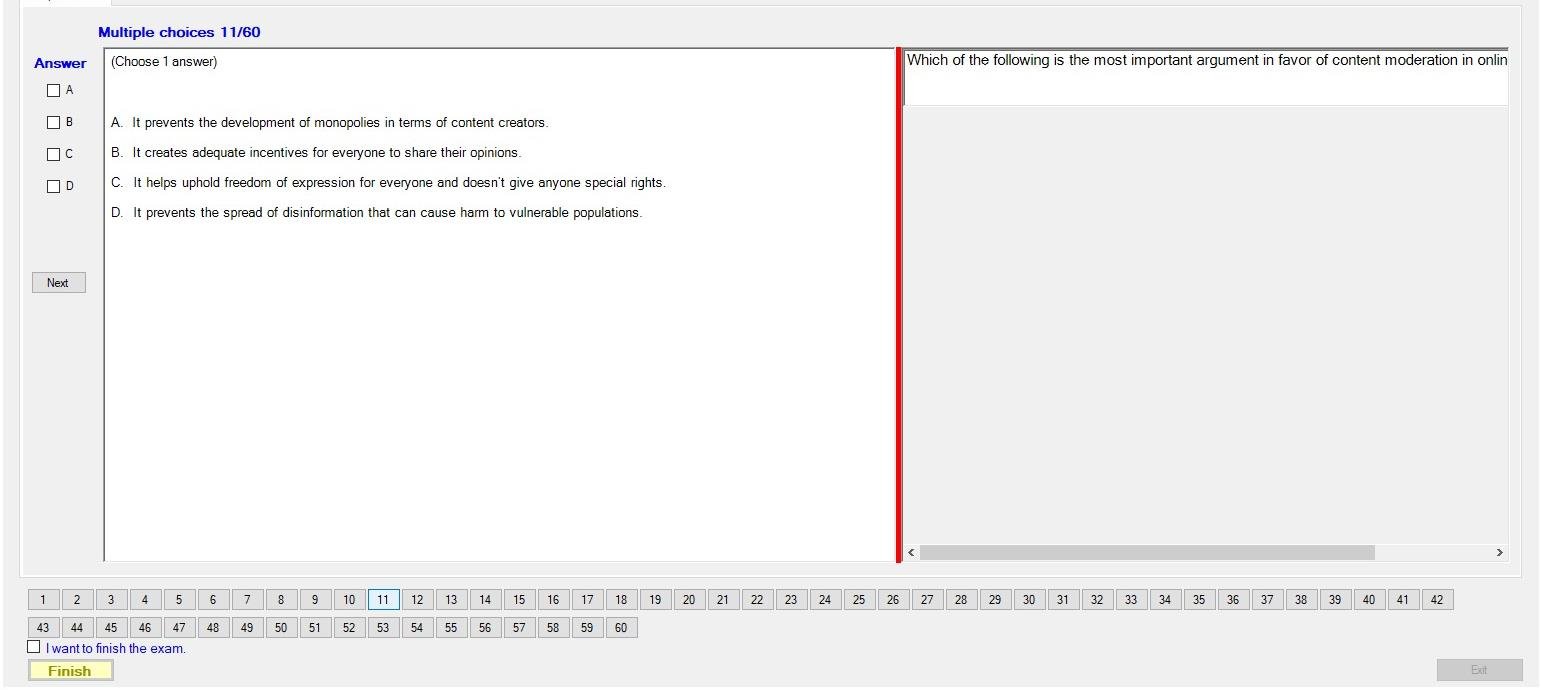 Multiple choices 11/60
Answer
A
B
C
D
Next
(Choose 1 answer)
A. It prevents the development of monopolies in terms of content creators.
B. It creates adequate incentives for everyone to share their opinions.
C. It helps uphold freedom of expression for everyone and doesn't give anyone special rights.
D. It prevents the spread of disinformation that can cause harm to vulnerable populations.
Which of the following is the most important argument in favor of content moderation in onlin
1 2 3 4 5 6 7 8 9 10 11 12 13 14 15 16 17 18 19 20 21 22 23 24 25 26 27 28 29 30 31 32 33 34 35 36 37 38 39 40 41 42
43 44 45 46 47 48 49 50 51 52 53 54 55 56 57 58 59 60
I want to finish the exam.
Finish
Exit